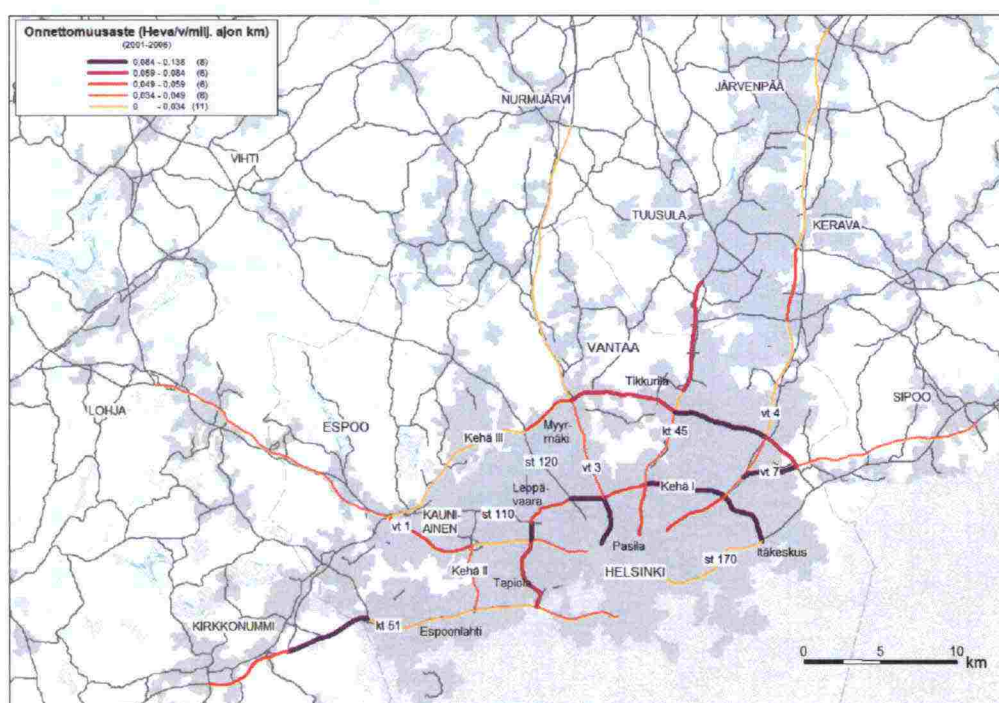 Onnettomuusaste (Heva/v/milj. ajon km)
(2001-2006)
0,084 - 0,138 (8)
0,059 - 0,084 (6)
0,049 - 0,059 (6)
0,034 - 0,049 (6)
0 - 0,034 (11)
NURMIJÄRVI
JÄRVENPÄÄ
VIHTI
TUUSULA
KERAVA
VANTAA
Tikkurila
SIPOO
LOHJA
ESPOO
Kehä III
Myyr-
mäki
kt 45
vt 4
st 120
vt 3
vt 7
Leppä-
vaara
Kehä I
KAUNI-
AINEN
st 110
vt 1
Pasila
Itäkeskus
Kehä II
HELSINKI
st 170
Tapiola
KIRKKONUMMI
kt 51
Espoonlahti
0 5 10
km